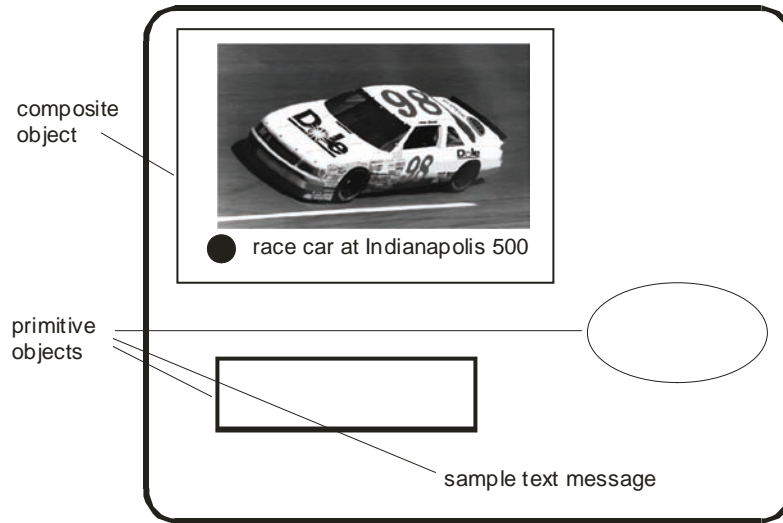 composite
object
98
Dole
Dole
98
race car at Indianapolis 500
primitive
objects
sample text message